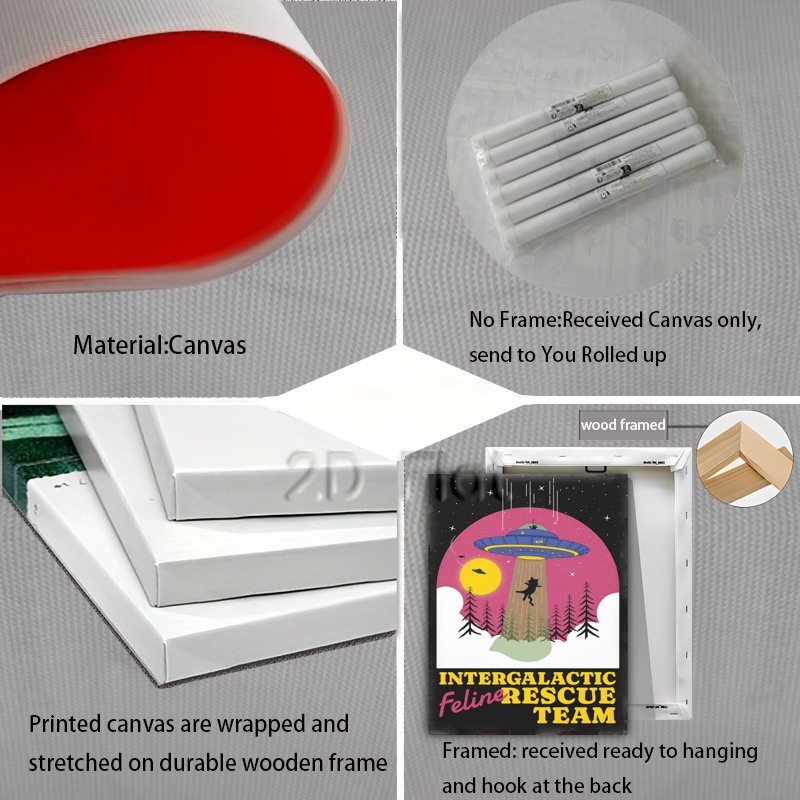 Material:Canvas
No Frame:Received Canvas only,
send to You Rolled up
2D Flat
wood framed
INTERGALACTIC
Feline RESCUE
TEAM
Printed canvas are wrapped and
stretched on durable wooden frame
Framed: received ready to hanging
and hook at the back